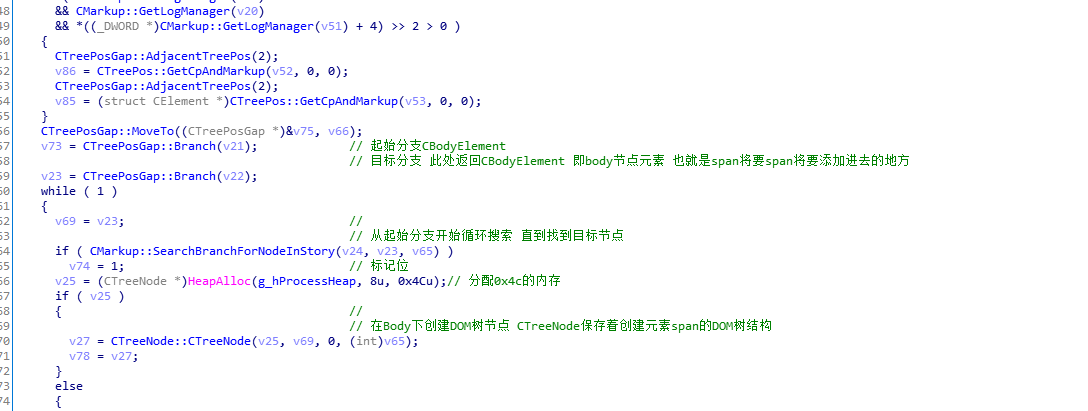 48 && CMarkup::GetLogManager(v20)
49 && *((_DWORD *)CMarkup::GetLogManager(v51) + 4) >> 2 > 0 )
50 {
51 CTreePosGap::AdjacentTreePos(2);
52 v86 = CTreePos::GetCpAndMarkup(v52, 0, 0);
53 CTreePosGap::AdjacentTreePos(2);
54 v85 = (struct CElement *)CTreePos::GetCpAndMarkup(v53, 0, 0);
55 }
56 CTreePosGap::MoveTo((CTreePosGap *)&v75, v66);
57 v73 = CTreePosGap::Branch(v21); // 起始分支CBodyElement
58 // 目标分支 此处返回CBodyElement 即body节点元素 也就是span将要span将要添加进去的地方
59 v23 = CTreePosGap::Branch(v22);
60 while ( 1 )
61 {
62 v69 = v23; //
63 // 从起始分支开始循环搜索 直到找到目标节点
64 if ( CMarkup::SearchBranchForNodeInStory(v24, v23, v65) )
65 v74 = 1; // 标记位
66 v25 = (CTreeNode *)HeapAlloc(g_hProcessHeap, 8u, 0x4Cu);// 分配0x4c的内存
67 if ( v25 )
68 { //
69 // 在Body下创建DOM树节点 CTreeNode保存着创建元素span的DOM树结构
70 v27 = CTreeNode::CTreeNode(v25, v69, 0, (int)v65);
71 v78 = v27;
72 }
73 else
74 {